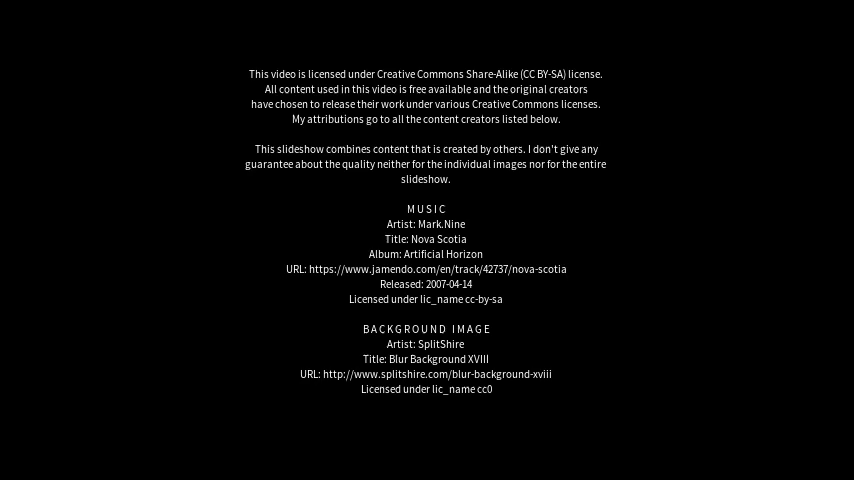 This video is licensed under Creative Commons Share-Alike (CC BY-SA) license.
All content used in this video is free available and the original creators
have chosen to release their work under various Creative Commons licenses.
My attributions go to all the content creators listed below.
This slideshow combines content that is created by others. I don't give any
guarantee about the quality neither for the individual images nor for the entire
slideshow.
MUSIC
Artist: Mark.Nine
Title: Nova Scotia
Album: Artificial Horizon
URL: https://www.jamendo.com/en/track/42737/nova-scotia
Released: 2007-04-14
Licensed under lic_name cc-by-sa
BACKGROUND IMAGE
Artist: SplitShire
Title: Blur Background XVIII
URL: http://www.splitshire.com/blur-background-xviii
Licensed under lic_name cc0